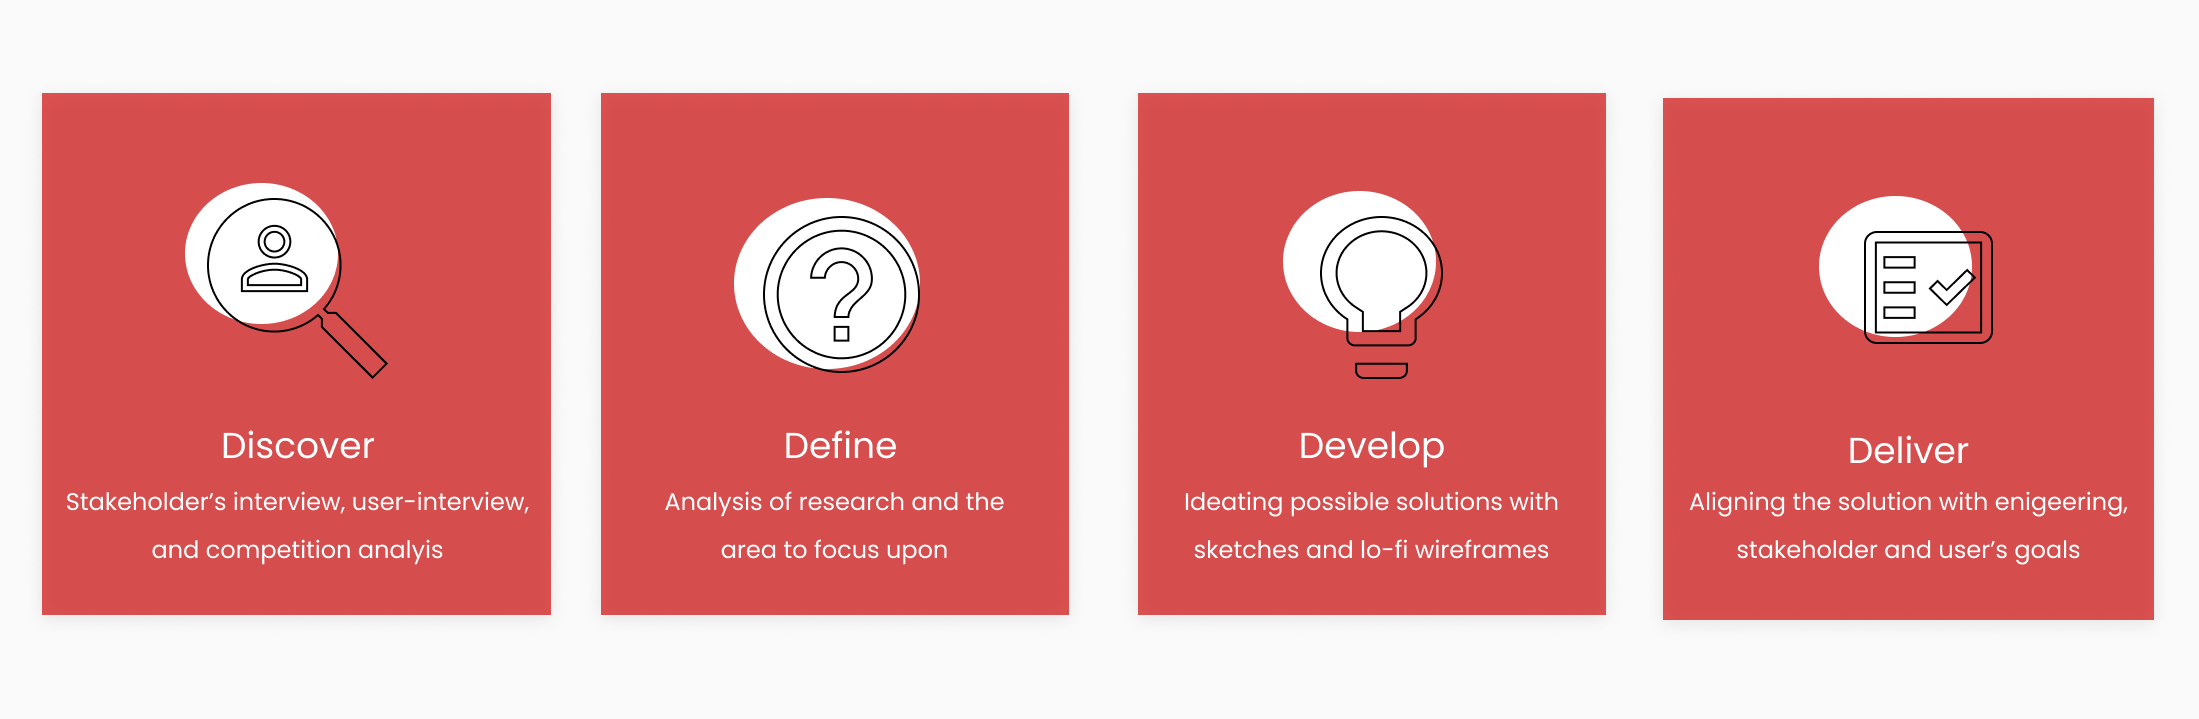 Discover
Stakeholder’s interview, user-interview,
and competition analyis
Define
Analysis of research and the
area to focus upon
Develop
Ideating possible solutions with
sketches and lo-fi wireframes
Deliver
Aligning the solution with enigeering,
stakeholder and user’s goals